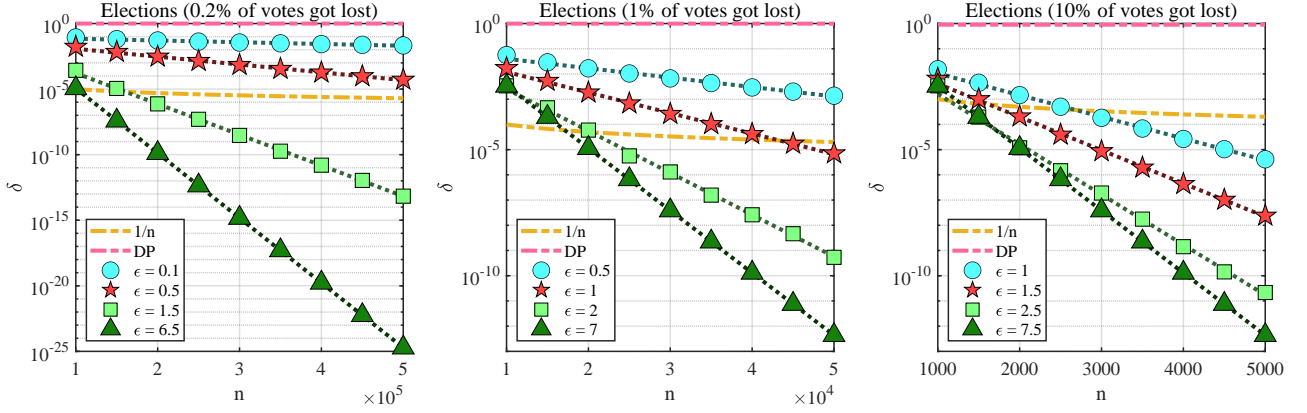 Elections (0.2% of votes got lost)
10^0
10^-5
10^-10
10^-15
10^-20
10^-25
δ
1/n
DP
ϵ = 0.1
ϵ = 0.5
ϵ = 1.5
ϵ = 6.5
1 2 3 4 5
n ×10^5
Elections (1% of votes got lost)
10^0
10^-5
10^-10
δ
1/n
DP
ϵ = 0.5
ϵ = 1
ϵ = 2
ϵ = 7
1 2 3 4 5
n ×10^4
Elections (10% of votes got lost)
10^0
10^-5
10^-10
δ
1/n
DP
ϵ = 1
ϵ = 1.5
ϵ = 2.5
ϵ = 7.5
1000 2000 3000 4000 5000
n